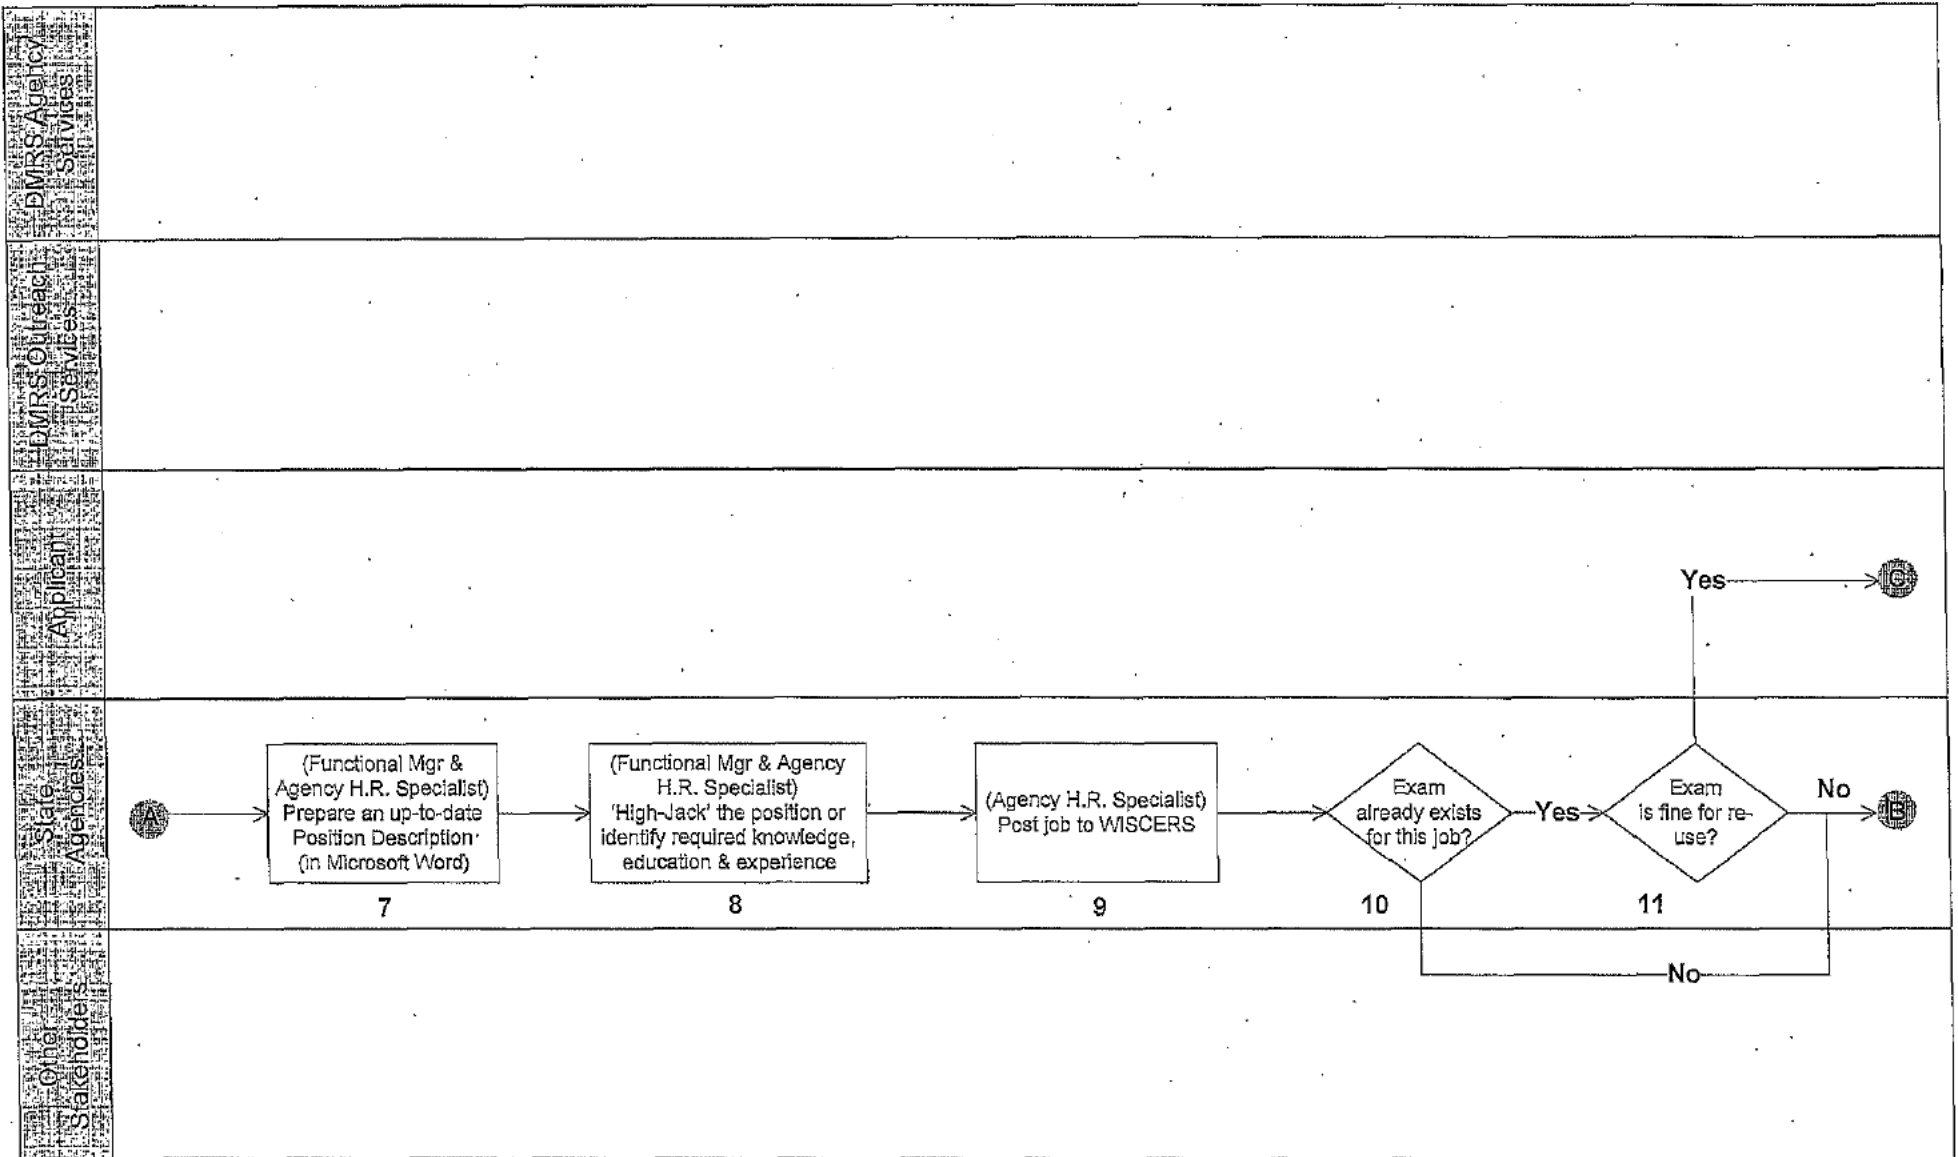 DMRS Agency
Services
DMRS Outreach
Services
Applicant
State
Agencies
Other
Stakeholders
Yes
C
A
(Functional Mgr &
Agency H.R. Specialist)
Prepare an up-to-date
Position Description
(in Microsoft Word)
7
(Functional Mgr & Agency
H.R. Specialist)
'High-Jack' the position or
identify required knowledge,
education & experience
8
(Agency H.R. Specialist)
Post job to WISCERS
9
Exam
already exists
for this job?
10
Yes
Exam
is fine for re-
use?
11
No
B
No